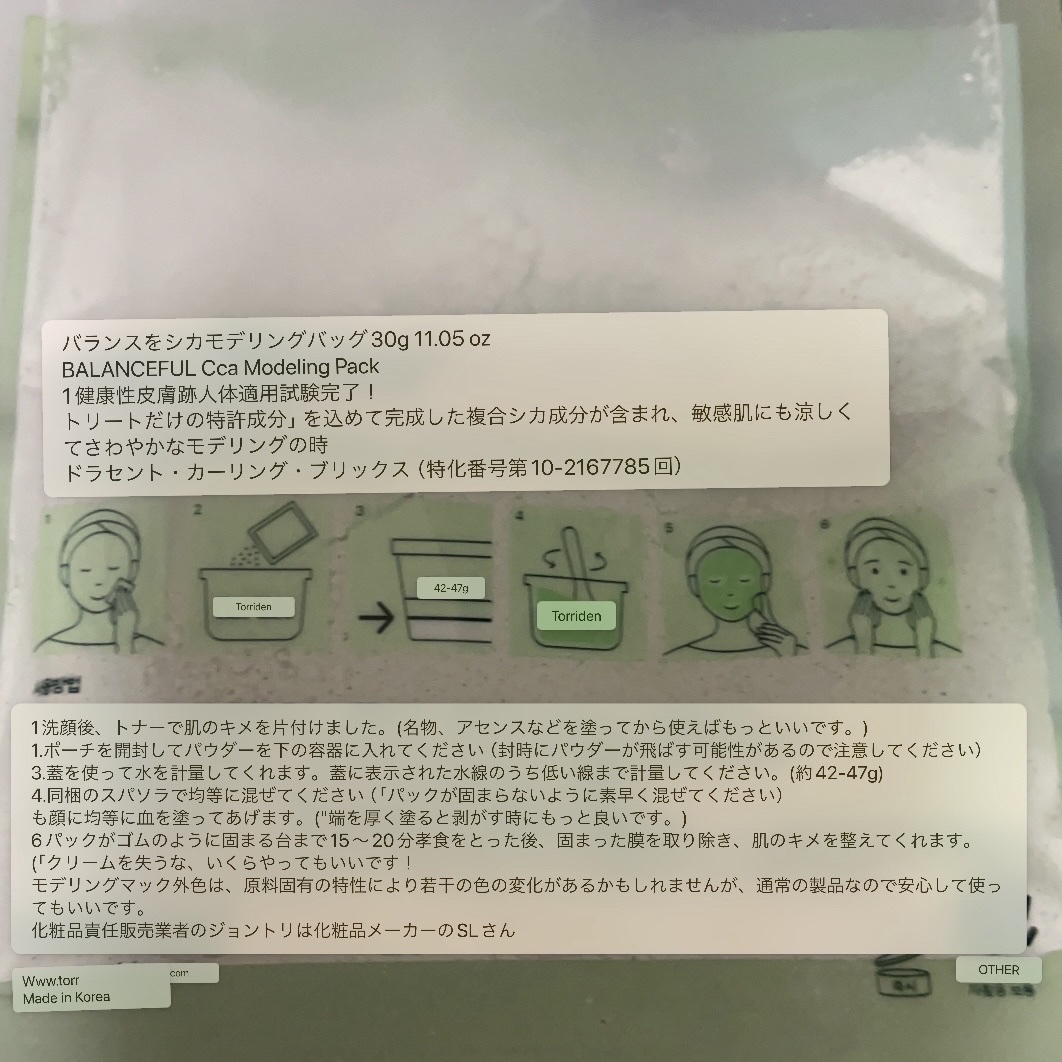 バランスをシカモデリングバッグ30g 11.05 oz
BALANCEFUL Cca Modeling Pack
1健康性皮膚跡人体適用試験完了！
トリートだけの特許成分」を込めて完成した複合シカ成分が含まれ、敏感肌にも涼しく
てさわやかなモデリングの時
ドラセント・カーリング・ブリックス（特化番号第10-2167785回）
1
2
3
4
5
6
Torriden
42-47g
Torriden
1洗顔後、トナーで肌のキメを片付けました。(名物、アセンスなどを塗ってから使えばもっといいです。)
1.ポーチを開封してパウダーを下の容器に入れてください（封時にパウダーが飛ばす可能性があるので注意してください）
3.蓋を使って水を計量してくれます。蓋に表示された水線のうち低い線まで計量してください。(約42-47g)
4.同梱のスパソラで均等に混ぜてください（「パックが固まらないように素早く混ぜてください）
も顔に均等に血を塗ってあげます。("端を厚く塗ると剥がす時にもっと良いです。)
6パックがゴムのように固まる台まで15～20分孝食をとった後、固まった膜を取り除き、肌のキメを整えてくれます。
(「クリームを失うな、いくらやってもいいです！
モデリングマック外色は、原料固有の特性により若干の色の変化があるかもしれませんが、通常の製品なので安心して使っ
てもいいです。
化粧品責任販売業者のジョントリは化粧品メーカーのSLさん
Www.torr
com
Made in Korea
OTHER